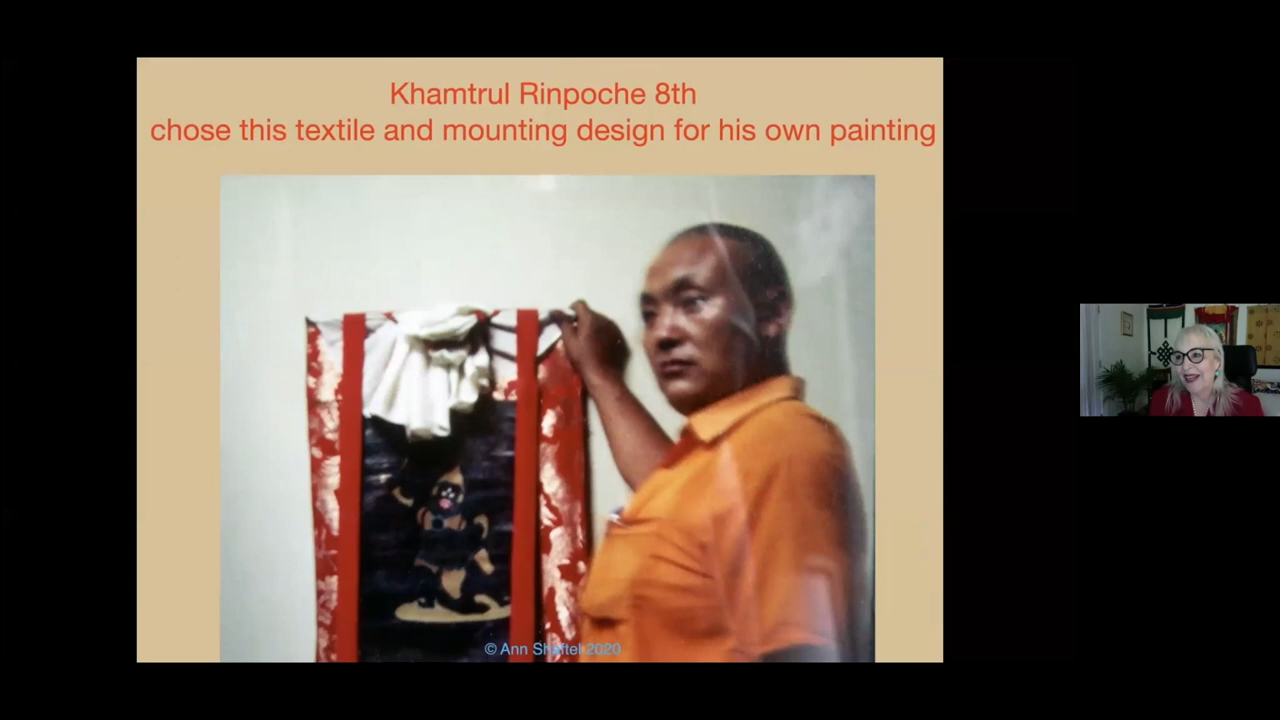 Khamtrul Rinpoche 8th
chose this textile and mounting design for his own painting
© Ann Shaftel 2020